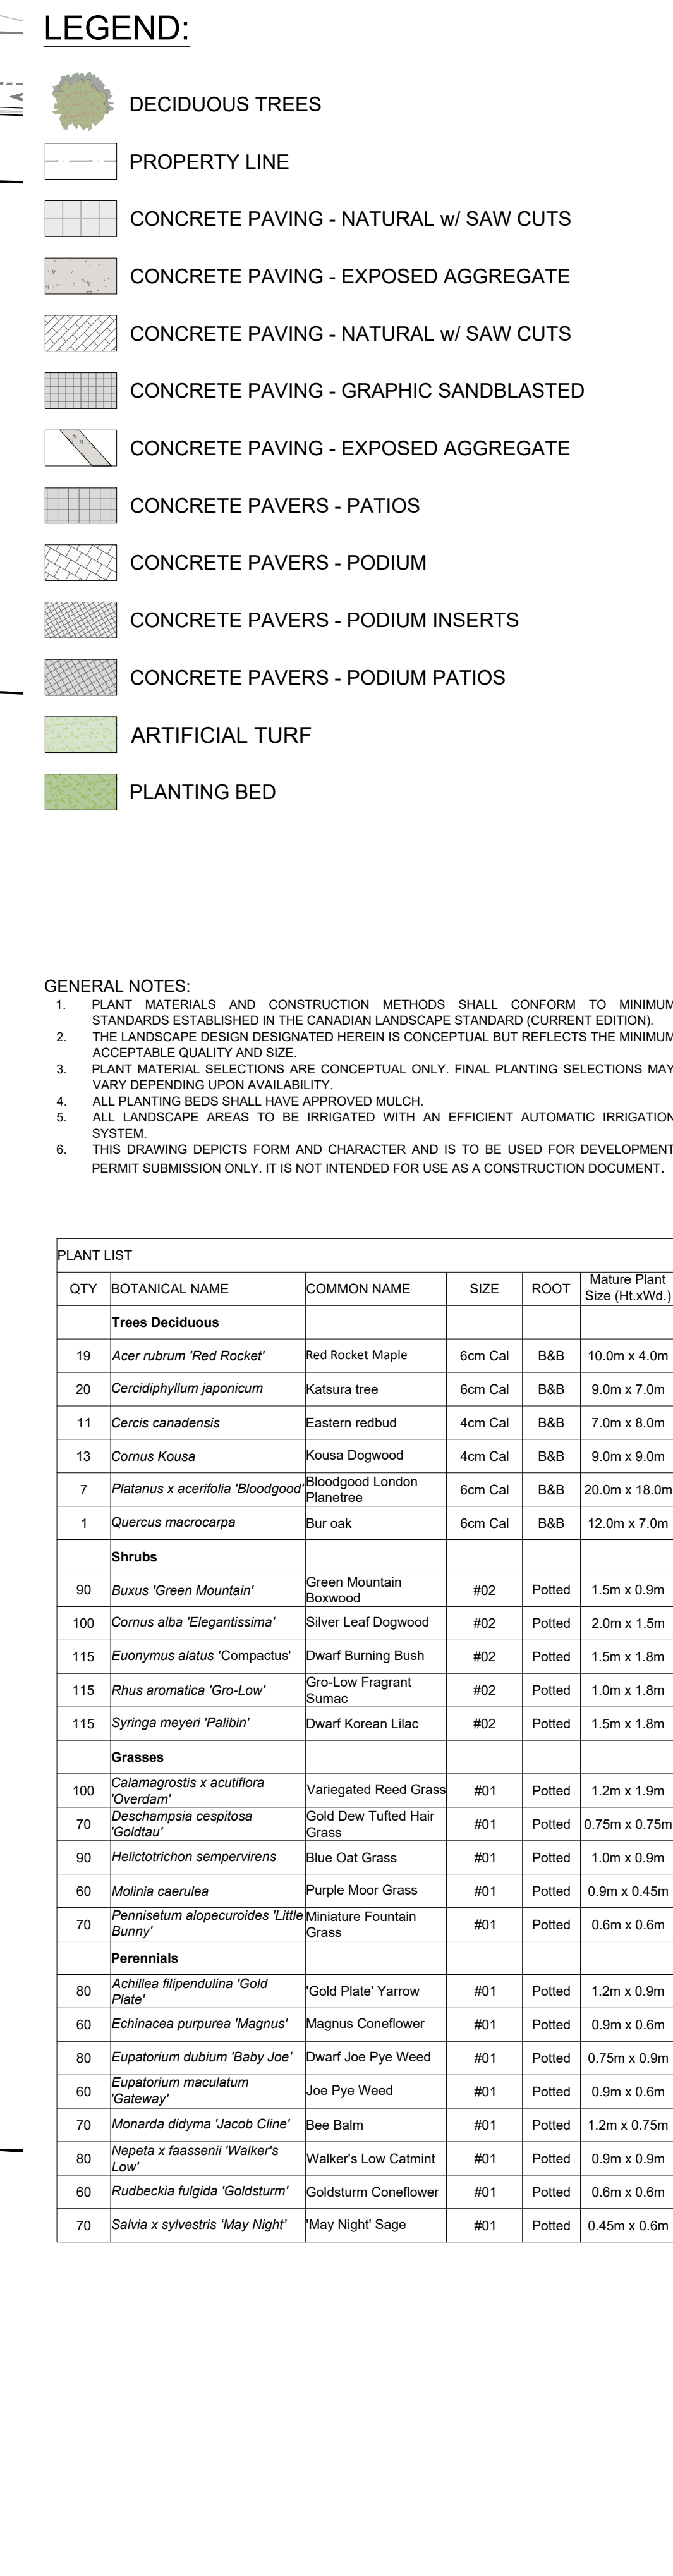 LEGEND:
DECIDUOUS TREES
PROPERTY LINE
CONCRETE PAVING - NATURAL w/ SAW CUTS
CONCRETE PAVING - EXPOSED AGGREGATE
CONCRETE PAVING - NATURAL w/ SAW CUTS
CONCRETE PAVING - GRAPHIC SANDBLASTED
CONCRETE PAVING - EXPOSED AGGREGATE
CONCRETE PAVERS - PATIOS
CONCRETE PAVERS - PODIUM
CONCRETE PAVERS - PODIUM INSERTS
CONCRETE PAVERS - PODIUM PATIOS
ARTIFICIAL TURF
PLANTING BED
GENERAL NOTES:
1. PLANT MATERIALS AND CONSTRUCTION METHODS SHALL CONFORM TO MINIMUM
STANDARDS ESTABLISHED IN THE CANADIAN LANDSCAPE STANDARD (CURRENT EDITION).
2. THE LANDSCAPE DESIGN DESIGNATED HEREIN IS CONCEPTUAL BUT REFLECTS THE MINIMUM
ACCEPTABLE QUALITY AND SIZE.
3. PLANT MATERIAL SELECTIONS ARE CONCEPTUAL ONLY. FINAL PLANTING SELECTIONS MAY
VARY DEPENDING UPON AVAILABILITY.
4. ALL PLANTING BEDS SHALL HAVE APPROVED MULCH.
5. ALL LANDSCAPE AREAS TO BE IRRIGATED WITH AN EFFICIENT AUTOMATIC IRRIGATION
SYSTEM.
6. THIS DRAWING DEPICTS FORM AND CHARACTER AND IS TO BE USED FOR DEVELOPMENT
PERMIT SUBMISSION ONLY. IT IS NOT INTENDED FOR USE AS A CONSTRUCTION DOCUMENT.
PLANT LIST
QTY BOTANICAL NAME COMMON NAME SIZE ROOT Mature Plant
Size (Ht.xWd.)
Trees Deciduous
19 Acer rubrum 'Red Rocket' Red Rocket Maple 6cm Cal B&B 10.0m x 4.0m
20 Cercidiphyllum japonicum Katsura tree 6cm Cal B&B 9.0m x 7.0m
11 Cercis canadensis Eastern redbud 4cm Cal B&B 7.0m x 8.0m
13 Cornus Kousa Kousa Dogwood 4cm Cal B&B 9.0m x 9.0m
7 Platanus x acerifolia 'Bloodgood' Bloodgood London
Planetree 6cm Cal B&B 20.0m x 18.0m
1 Quercus macrocarpa Bur oak 6cm Cal B&B 12.0m x 7.0m
Shrubs
90 Buxus 'Green Mountain' Green Mountain
Boxwood #02 Potted 1.5m x 0.9m
100 Cornus alba 'Elegantissima' Silver Leaf Dogwood #02 Potted 2.0m x 1.5m
115 Euonymus alatus 'Compactus' Dwarf Burning Bush #02 Potted 1.5m x 1.8m
115 Rhus aromatica 'Gro-Low' Gro-Low Fragrant
Sumac #02 Potted 1.0m x 1.8m
115 Syringa meyeri 'Palibin' Dwarf Korean Lilac #02 Potted 1.5m x 1.8m
Grasses
100 Calamagrostis x acutiflora
'Overdam' Variegated Reed Grass #01 Potted 1.2m x 1.9m
70 Deschampsia cespitosa
'Goldtau' Gold Dew Tufted Hair
Grass #01 Potted 0.75m x 0.75m
90 Helictotrichon sempervirens Blue Oat Grass #01 Potted 1.0m x 0.9m
60 Molinia caerulea Purple Moor Grass #01 Potted 0.9m x 0.45m
70 Pennisetum alopecuroides 'Little
Bunny' Miniature Fountain
Grass #01 Potted 0.6m x 0.6m
Perennials
80 Achillea filipendulina 'Gold
Plate' 'Gold Plate' Yarrow #01 Potted 1.2m x 0.9m
60 Echinacea purpurea 'Magnus' Magnus Coneflower #01 Potted 0.9m x 0.6m
80 Eupatorium dubium 'Baby Joe' Dwarf Joe Pye Weed #01 Potted 0.75m x 0.9m
60 Eupatorium maculatum
'Gateway' Joe Pye Weed #01 Potted 0.9m x 0.6m
70 Monarda didyma 'Jacob Cline' Bee Balm #01 Potted 1.2m x 0.75m
80 Nepeta x faassenii 'Walker's
Low' Walker's Low Catmint #01 Potted 0.9m x 0.9m
60 Rudbeckia fulgida 'Goldsturm' Goldsturm Coneflower #01 Potted 0.6m x 0.6m
70 Salvia x sylvestris ‘May Night’ 'May Night' Sage #01 Potted 0.45m x 0.6m